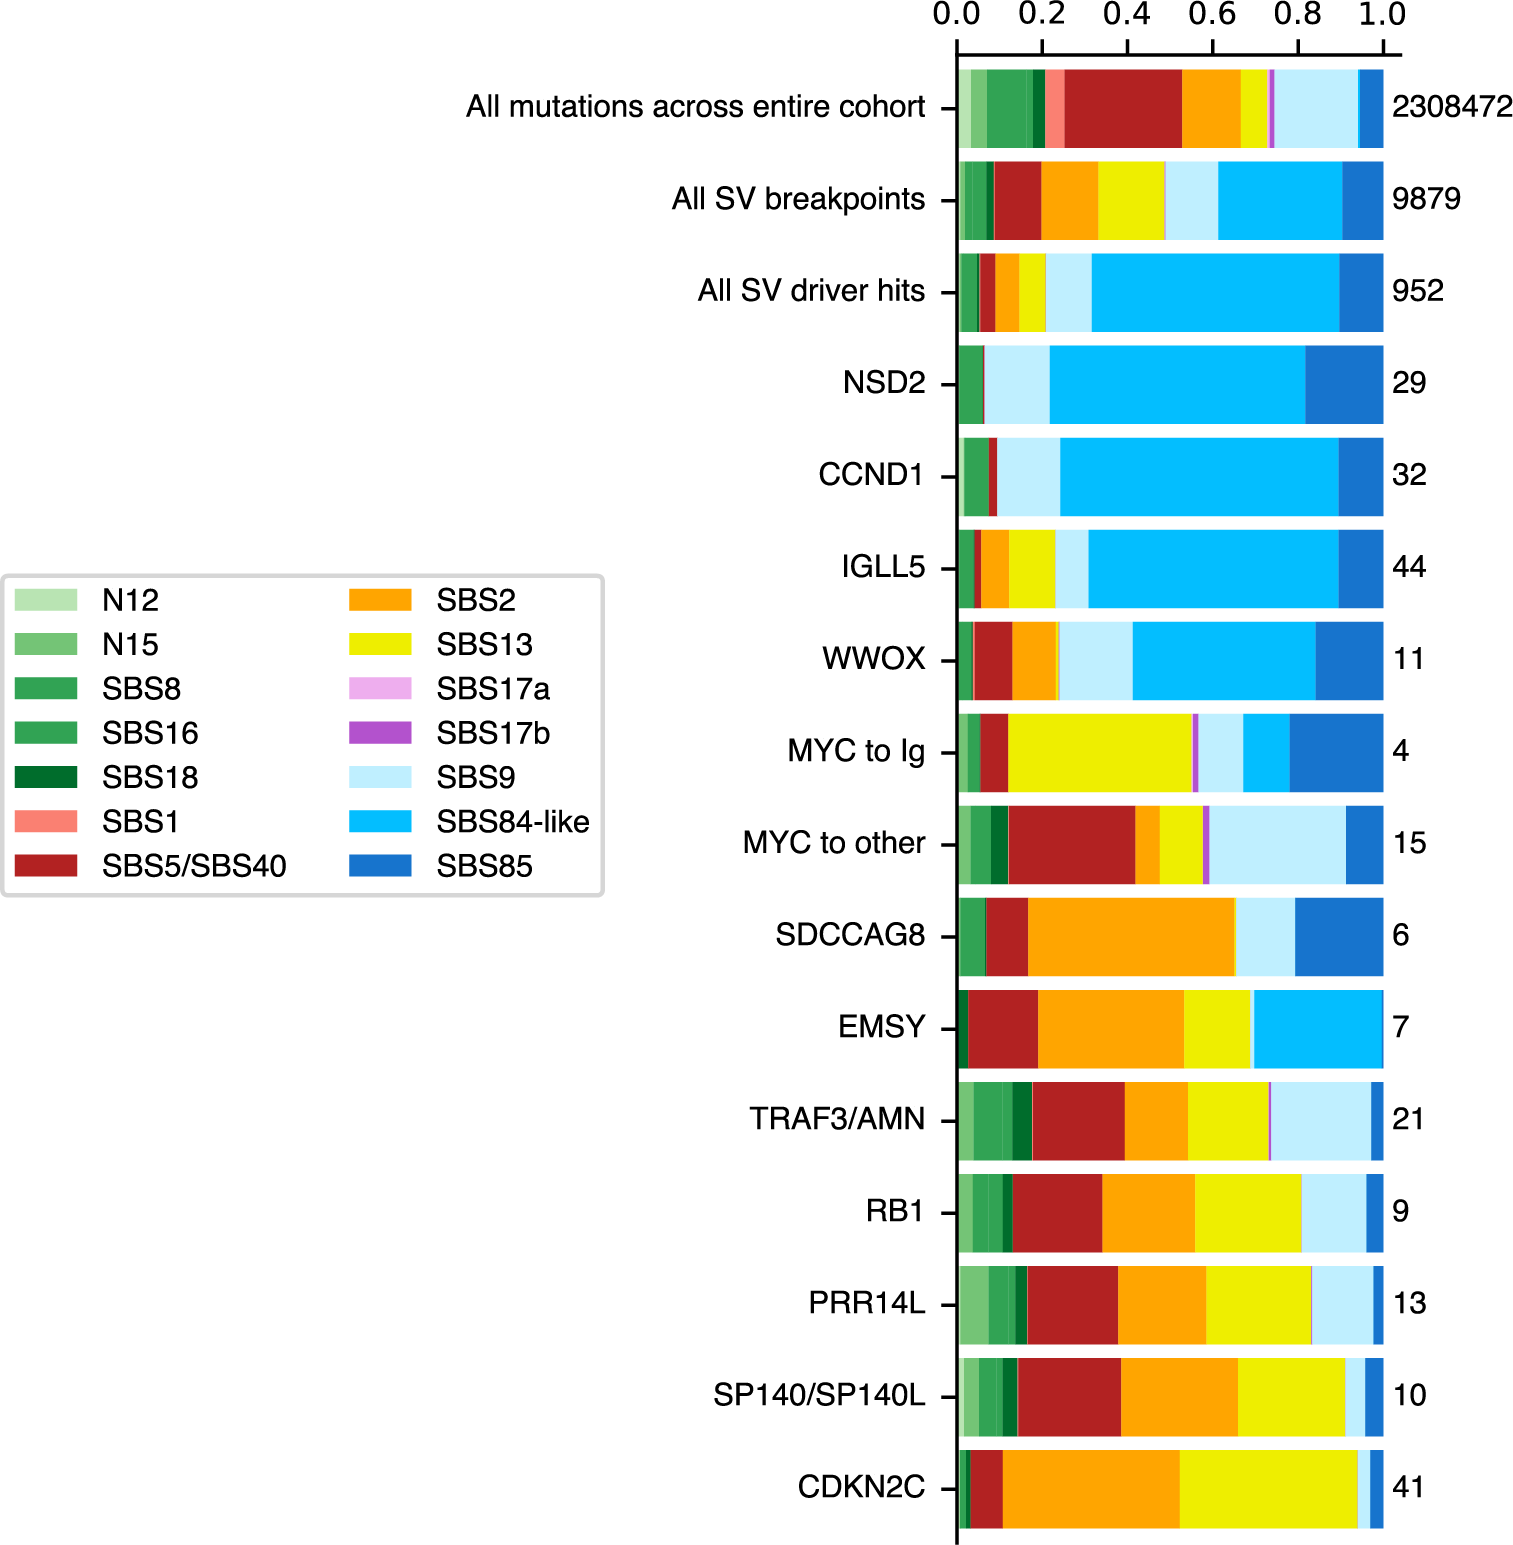 0.0 0.2 0.4 0.6 0.8 1.0
All mutations across entire cohort 2308472
All SV breakpoints 9879
All SV driver hits 952
NSD2 29
CCND1 32
IGLL5 44
WWOX 11
MYC to Ig 4
MYC to other 15
SDCCAG8 6
EMSY 7
TRAF3/AMN 21
RB1 9
PRR14L 13
SP140/SP140L 10
CDKN2C 41
N12 SBS2
N15 SBS13
SBS8 SBS17a
SBS16 SBS17b
SBS18 SBS9
SBS1 SBS84-like
SBS5/SBS40 SBS85